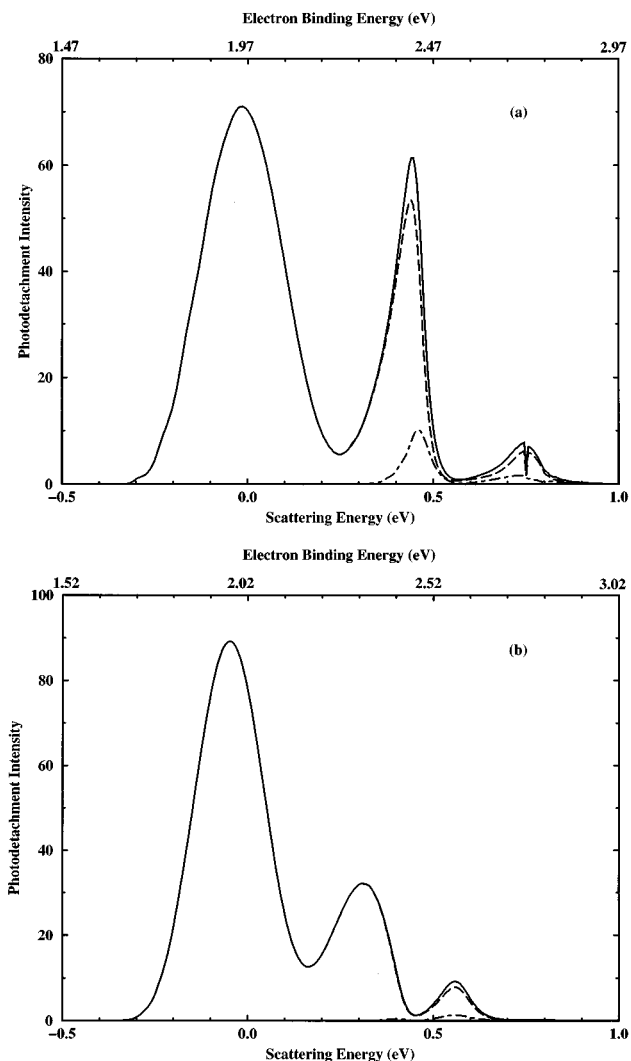 Electron Binding Energy (eV)
1.47 1.97 2.47 2.97
80
(a)
60
Photodetachment Intensity
40
20
0
−0.5 0.0 0.5 1.0
Scattering Energy (eV)
Electron Binding Energy (eV)
1.52 2.02 2.52 3.02
100
(b)
80
60
Photodetachment Intensity
40
20
0
−0.5 0.0 0.5 1.0
Scattering Energy (eV)